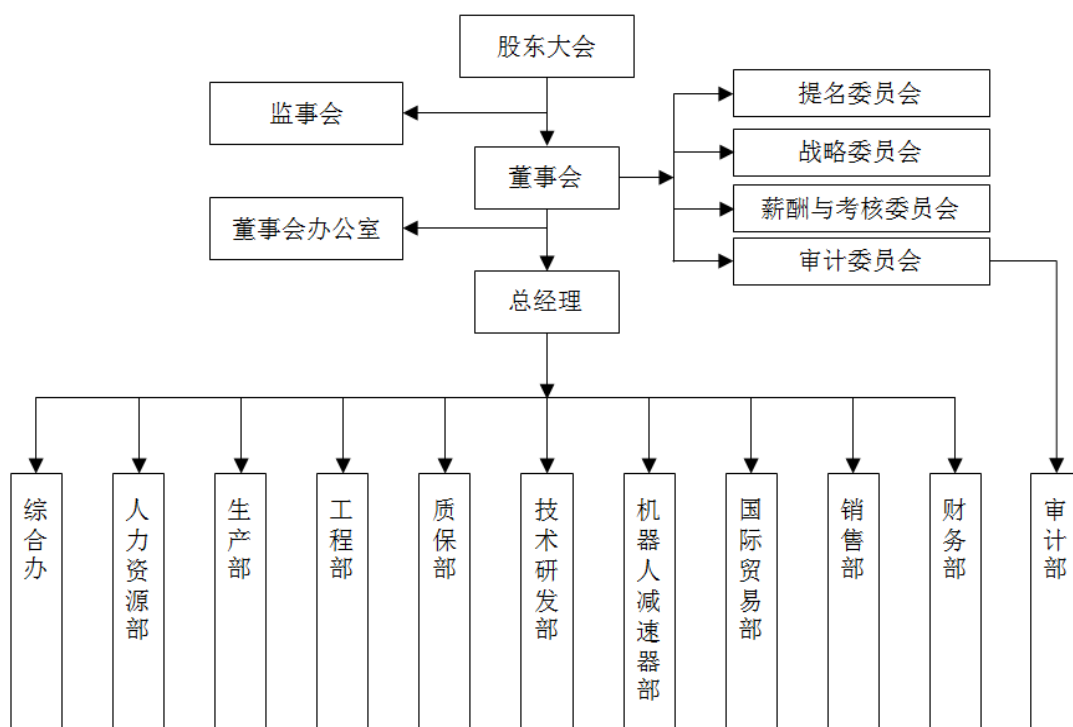 股东大会
监事会
提名委员会
战略委员会
董事会
薪酬与考核委员会
董事会办公室
审计委员会
总经理
综合办
人力资源部
生产部
工程部
质保部
技术研发部
机器人减速器部
国际贸易部
销售部
财务部
审计部